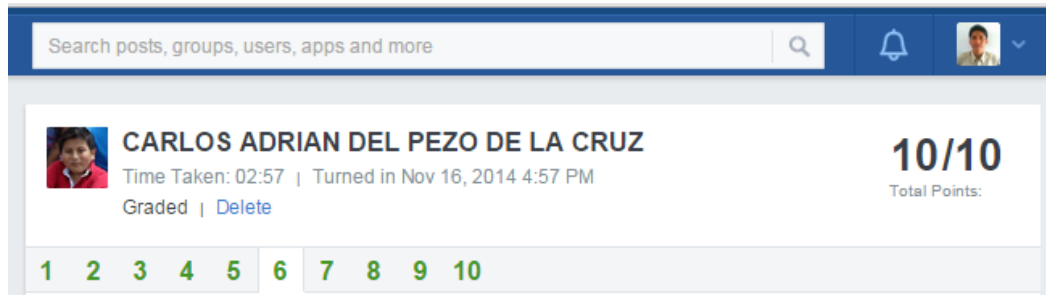 Search posts, groups, users, apps and more
CARLOS ADRIAN DEL PEZO DE LA CRUZ
Time Taken: 02:57 | Turned in Nov 16, 2014 4:57 PM
Graded | Delete
10/10
Total Points:
1 2 3 4 5 6 7 8 9 10